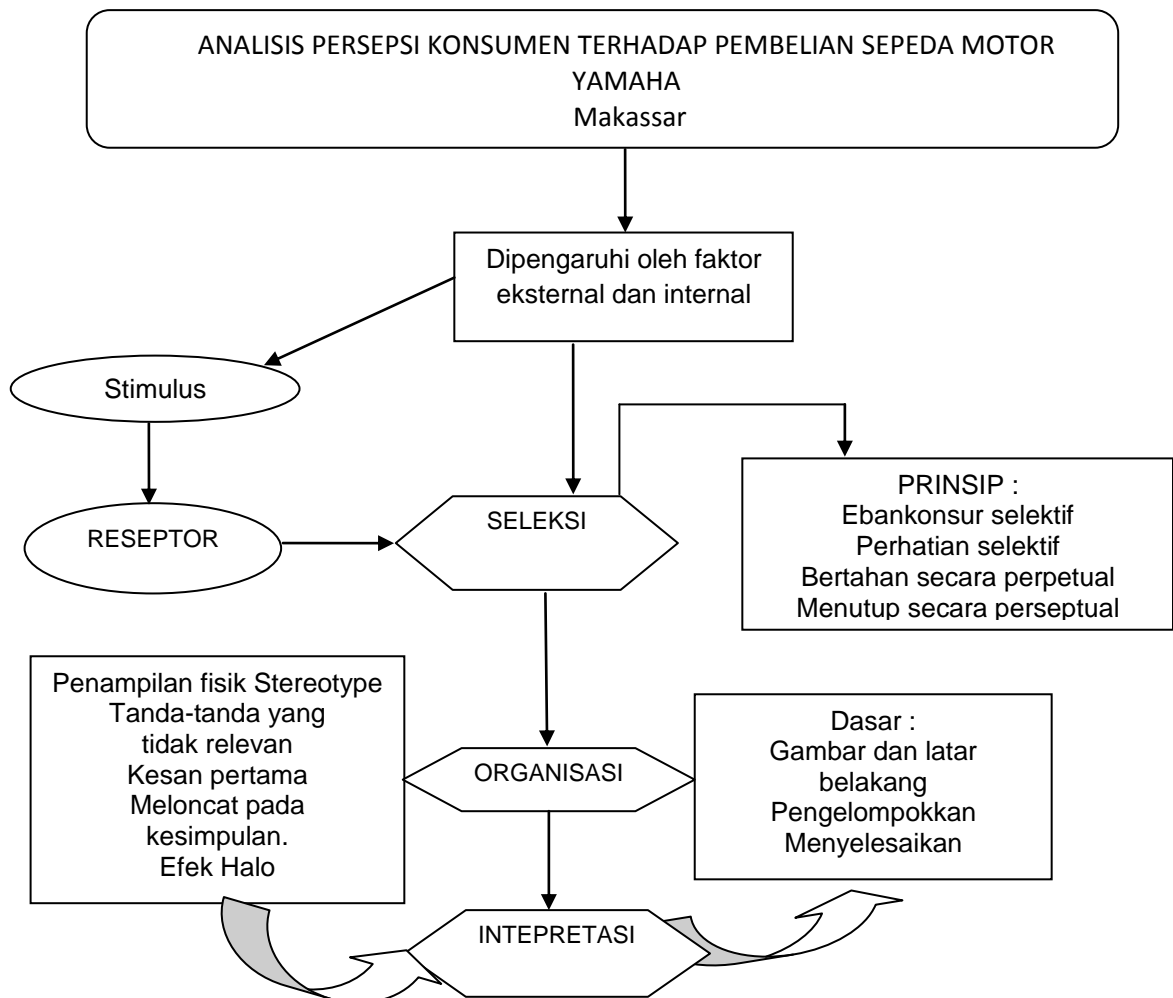 ANALISIS PERSEPSI KONSUMEN TERHADAP PEMBELIAN SEPEDA MOTOR
YAMAHA
Makassar
Dipengaruhi oleh faktor
eksternal dan internal
Stimulus
RESEPTOR
SELEKSI
PRINSIP :
Ebankonsur selektif
Perhatian selektif
Bertahan secara perpetual
Menutup secara perseptual
Penampilan fisik Stereotype
Tanda-tanda yang
tidak relevan
Kesan pertama
Meloncat pada
kesimpulan.
Efek Halo
ORGANISASI
Dasar :
Gambar dan latar
belakang
Pengelompokkan
Menyelesaikan
INTEPRETASI